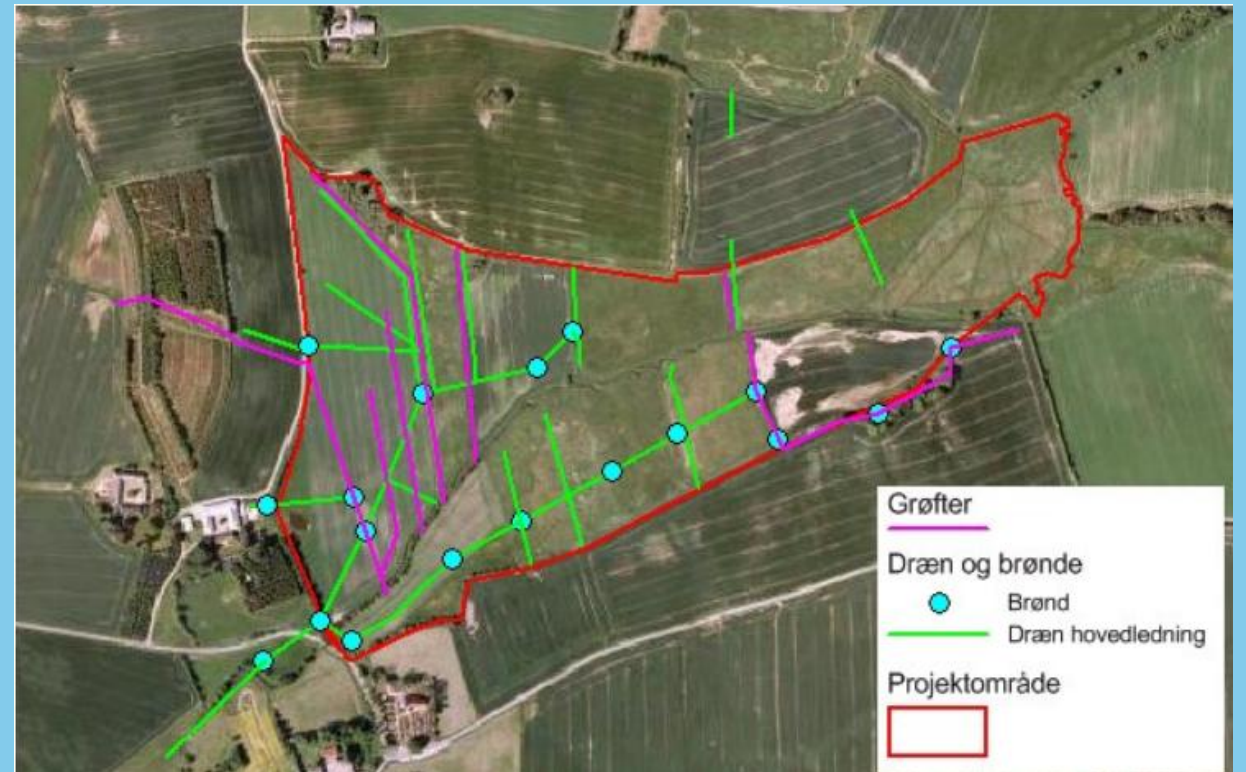 Grøfter
Dræn og brønde
Brønd
Dræn hovedledning
Projektområde